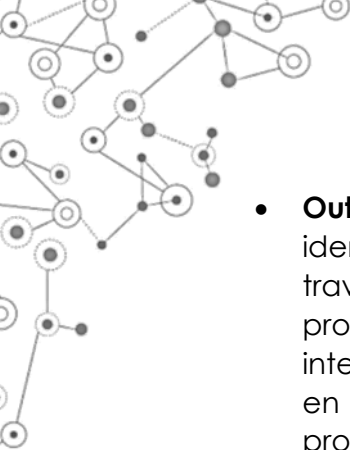 • Out
iden
trav
pro
inte
en
pro